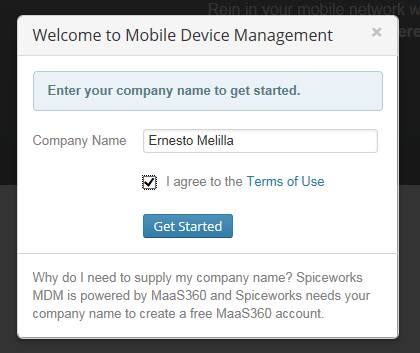 Rein in your mobile network w
ere
Welcome to Mobile Device Management
×
Enter your company name to get started.
Company Name Ernesto Melilla
I agree to the Terms of Use
Get Started
Why do I need to supply my company name? Spiceworks
MDM is powered by MaaS360 and Spiceworks needs your
company name to create a free MaaS360 account.